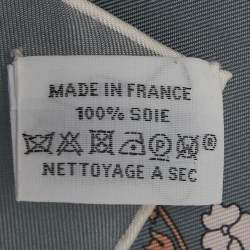 MADE IN FRANCE
100% SOIE
NETTOYAGE A SEC